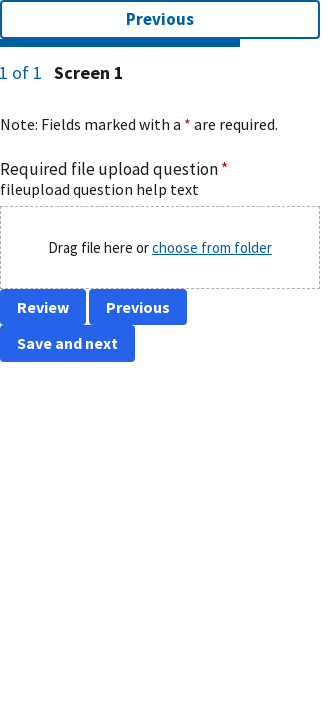 Previous
1 of 1 Screen 1
Note: Fields marked with a * are required.
Required file upload question *
fileupload question help text
Drag file here or choose from folder
Review Previous
Save and next